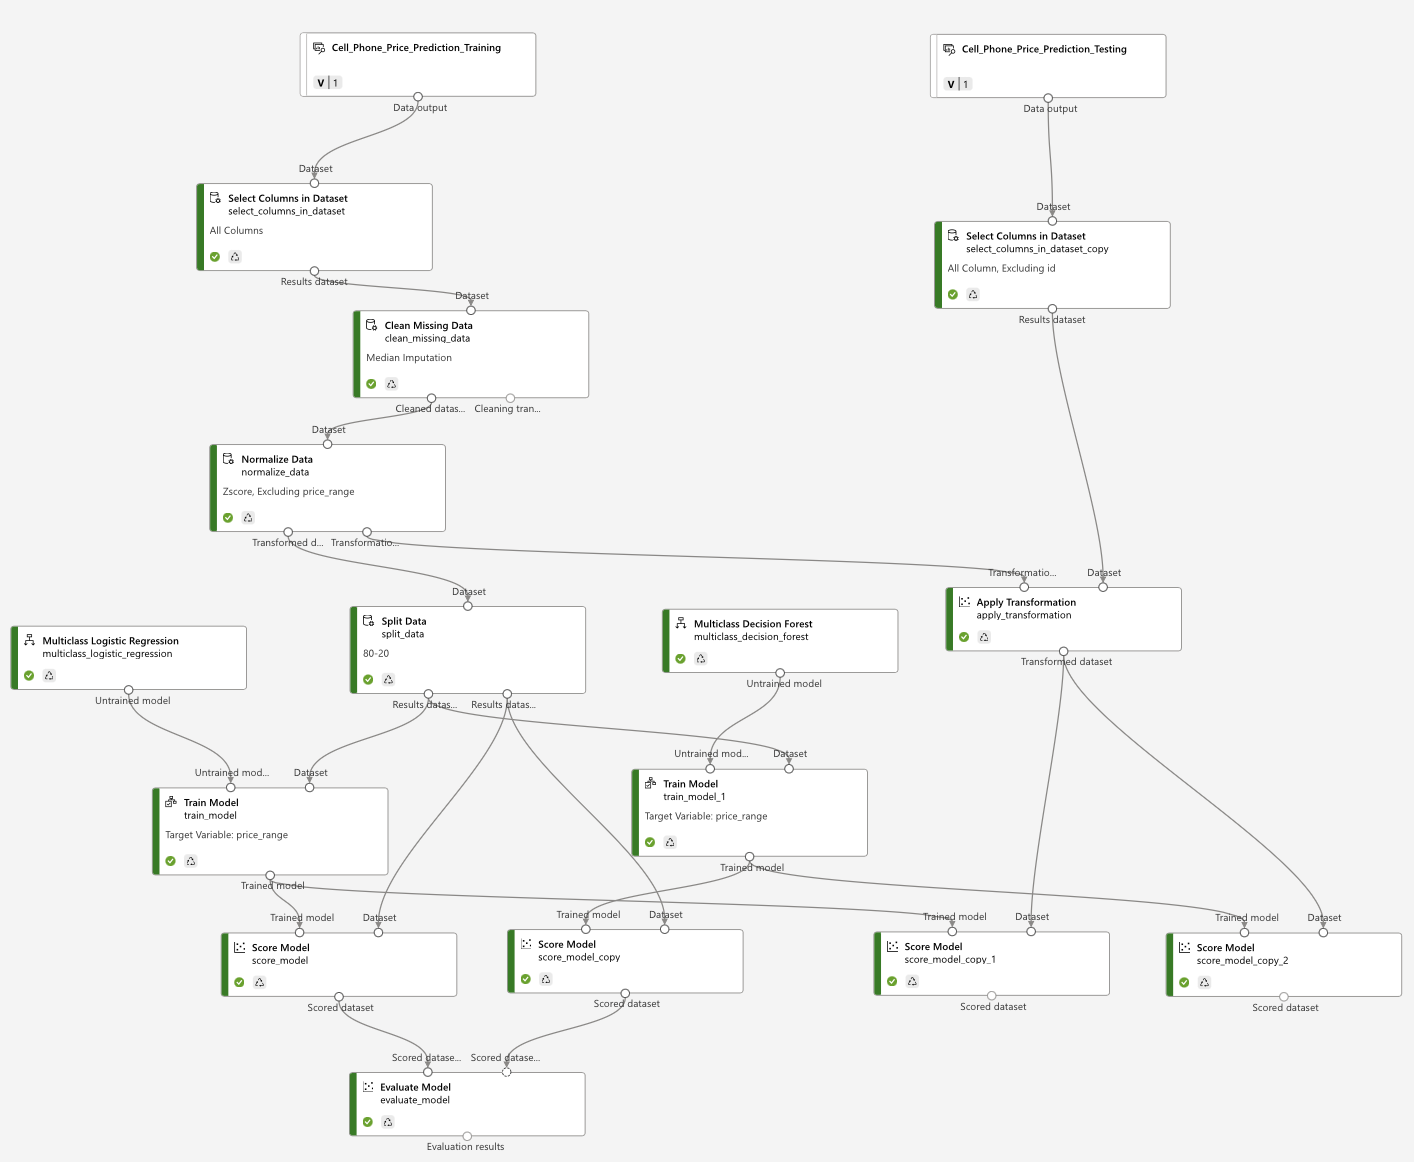 Cell_Phone_Price_Prediction_Training
V | 1
Data output
Cell_Phone_Price_Prediction_Testing
V | 1
Data output
Dataset
Select Columns in Dataset
select_columns_in_dataset
All Columns
Results dataset
Dataset
Select Columns in Dataset
select_columns_in_dataset_copy
All Column, Excluding id
Results dataset
Dataset
Clean Missing Data
clean_missing_data
Median Imputation
Cleaned datas...
Cleaning tran...
Dataset
Normalize Data
normalize_data
Zscore, Excluding price_range
Transformed d...
Transformatio...
Transformatio...
Dataset
Apply Transformation
apply_transformation
Transformed dataset
Dataset
Split Data
split_data
80-20
Results datas...
Results datas...
Multiclass Logistic Regression
multiclass_logistic_regression
Untrained model
Multiclass Decision Forest
multiclass_decision_forest
Untrained model
Untrained mod...
Dataset
Train Model
train_model
Target Variable: price_range
Trained model
Untrained mod...
Dataset
Train Model
train_model_1
Target Variable: price_range
Trained model
Trained model
Dataset
Score Model
score_model
Scored dataset
Trained model
Dataset
Score Model
score_model_copy
Scored dataset
Trained model
Dataset
Score Model
score_model_copy_1
Scored dataset
Trained model
Dataset
Score Model
score_model_copy_2
Scored dataset
Scored datase...
Scored datase...
Evaluate Model
evaluate_model
Evaluation results